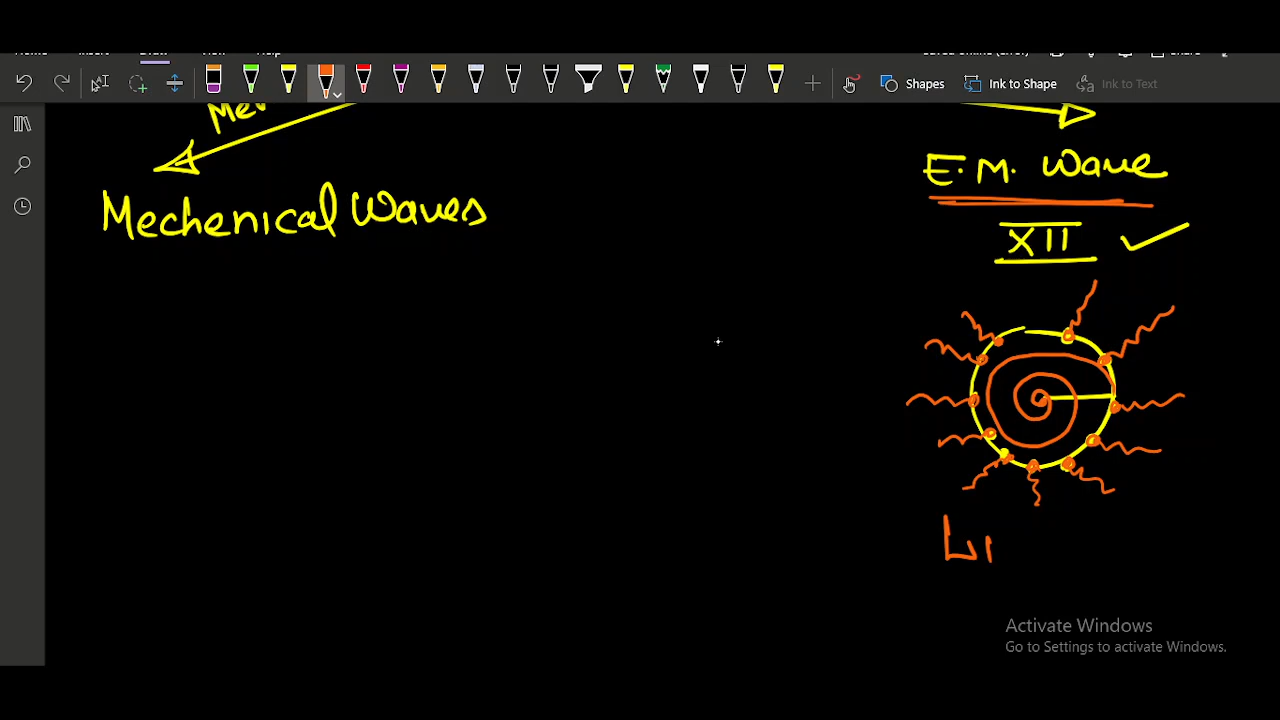 Shapes
Ink to Shape
Ink to Text
Mechenical Waves
E.M. Wave
XII
Activate Windows
Go to Settings to activate Windows.